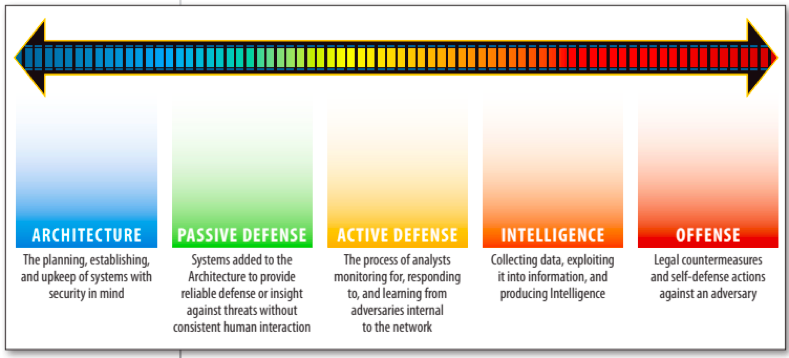 ARCHITECTURE
The planning, establishing,
and upkeep of systems with
security in mind
PASSIVE DEFENSE
Systems added to the
Architecture to provide
reliable defense or insight
against threats without
consistent human interaction
ACTIVE DEFENSE
The process of analysts
monitoring for, responding
to, and learning from
adversaries internal
to the network
INTELLIGENCE
Collecting data, exploiting
it into information, and
producing Intelligence
OFFENSE
Legal countermeasures
and self-defense actions
against an adversary